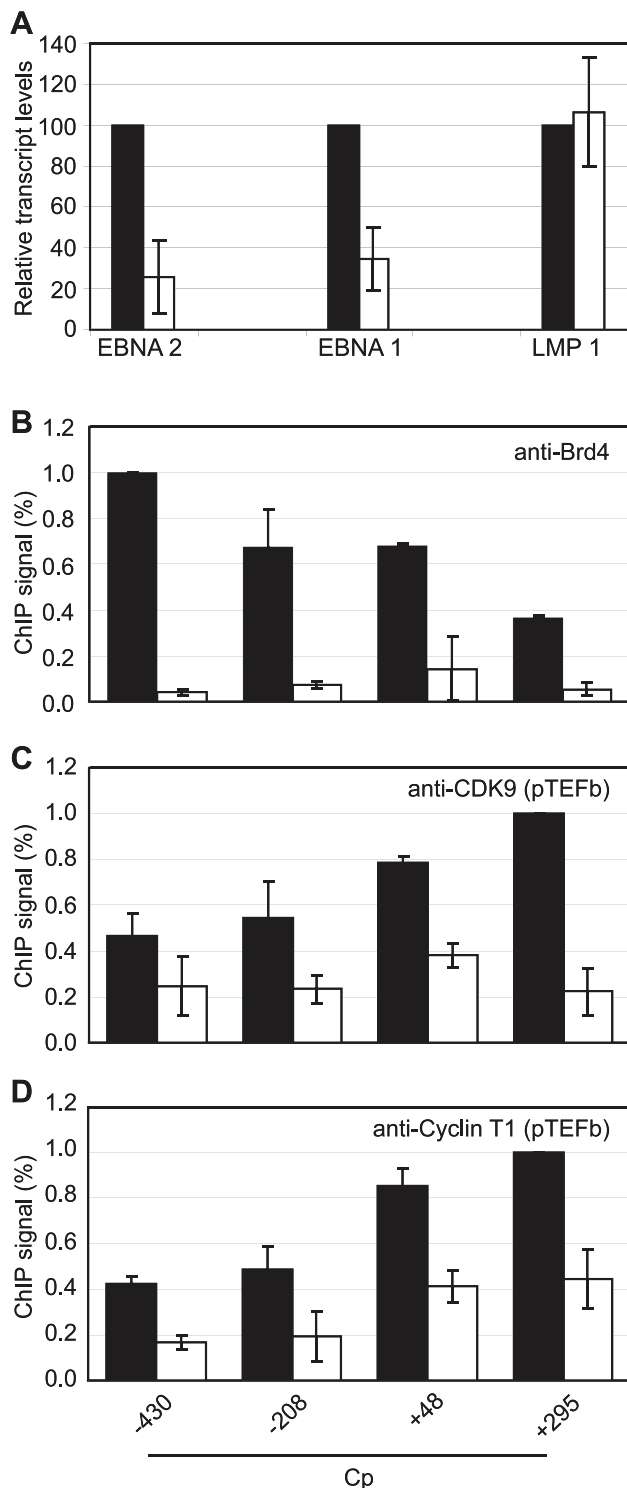 A
Relative transcript levels
140
120
100
80
60
40
20
0
EBNA 2
EBNA 1
LMP 1
B
ChIP signal (%)
1.2
1.0
0.8
0.6
0.4
0.2
0.0
anti-Brd4
C
ChIP signal (%)
1.2
1.0
0.8
0.6
0.4
0.2
0.0
anti-CDK9 (pTEFb)
D
ChIP signal (%)
1.2
1.0
0.8
0.6
0.4
0.2
0.0
anti-Cyclin T1 (pTEFb)
-430
-208
+48
+295
Cp